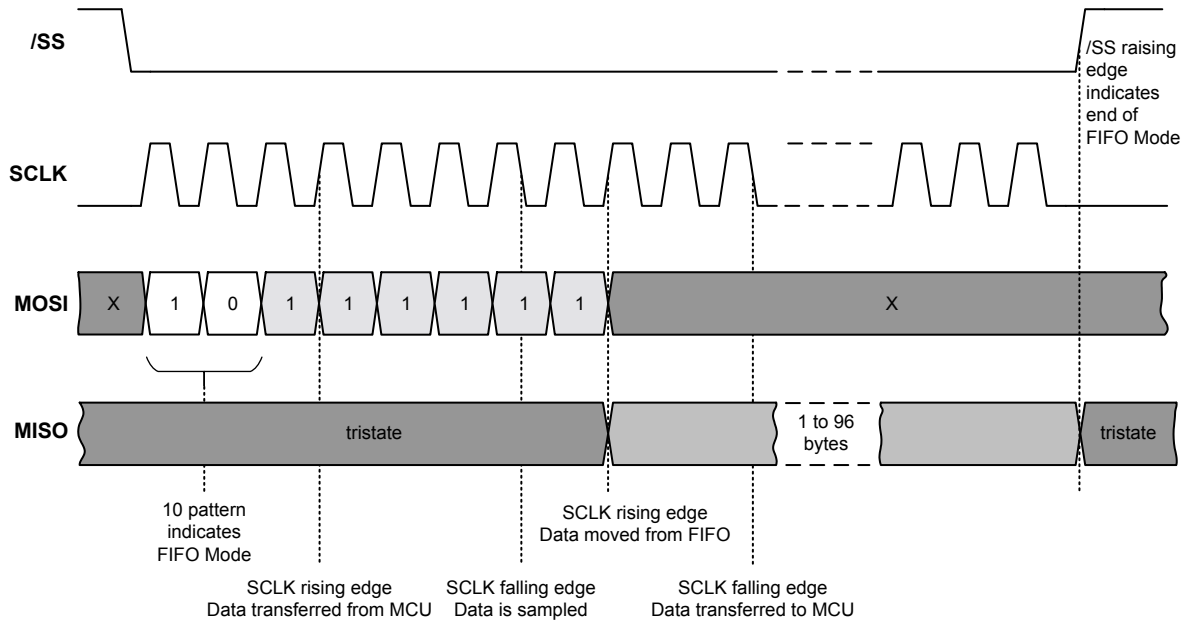 /SS
/SS raising
edge
indicates
end of
FIFO Mode
SCLK
MOSI
X
1
0
1
1
1
1
1
1
X
MISO
tristate
1 to 96
bytes
tristate
10 pattern
indicates
FIFO Mode
SCLK rising edge
Data moved from FIFO
SCLK rising edge
Data transferred from MCU
SCLK falling edge
Data is sampled
SCLK falling edge
Data transferred to MCU